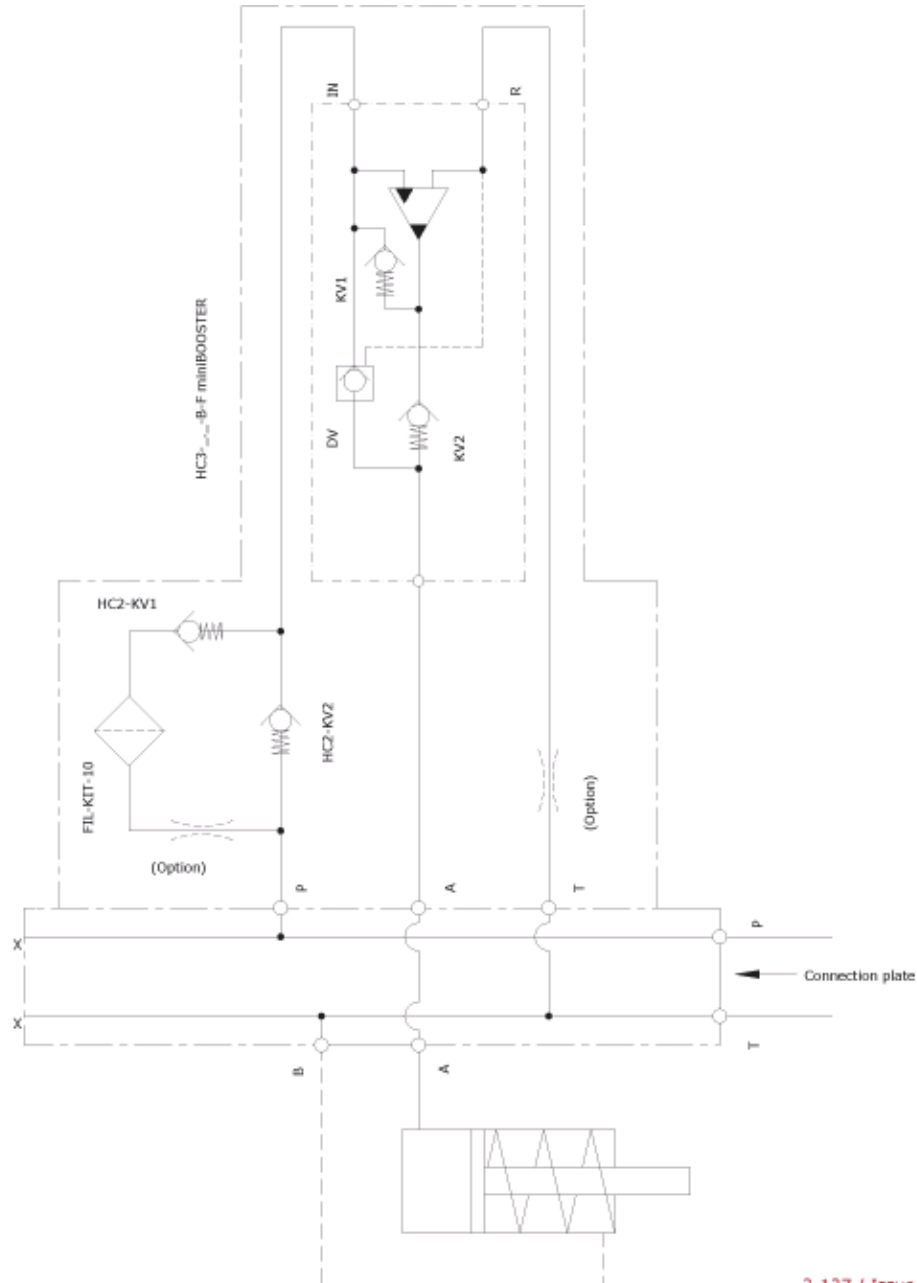 IN
R
KV1
HC3-_._-B-F miniBOOSTER
DV
KV2
HC2-KV1
HC2-KV2
FIL-KIT-10
(Option)
(Option)
P
A
T
X
P
Connection plate
X
T
B
A